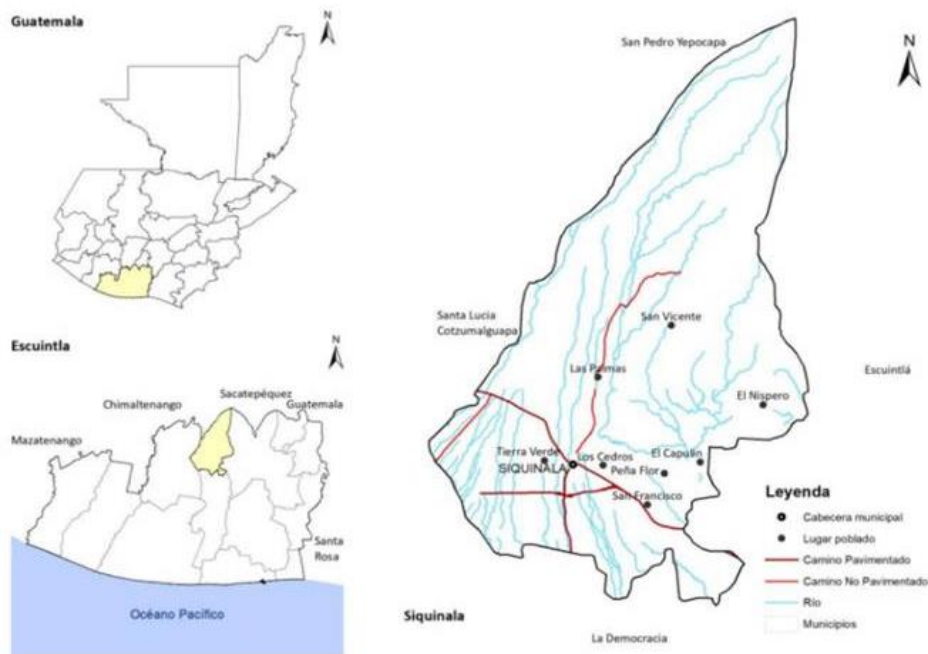 Guatemala
N
Escuintla
N
Sacatepéquez
Chimaltenango
Guatemala
Mazatenango
Santa
Rosa
Océano Pacífico
San Pedro Yepocapa
N
Santa Lucia
Cotzumalguapa
San Vicente
Las Palmas
Escuintlá
El Nispero
Tierra Verde
Los Cedros
El Capulin
SIQUINALA
Peña Flor
San Francisco
Siquinala
La Democracia
Leyenda
Cabecera municipal
Lugar poblado
Camino Pavimentado
Camino No Pavimentado
Río
Municipios